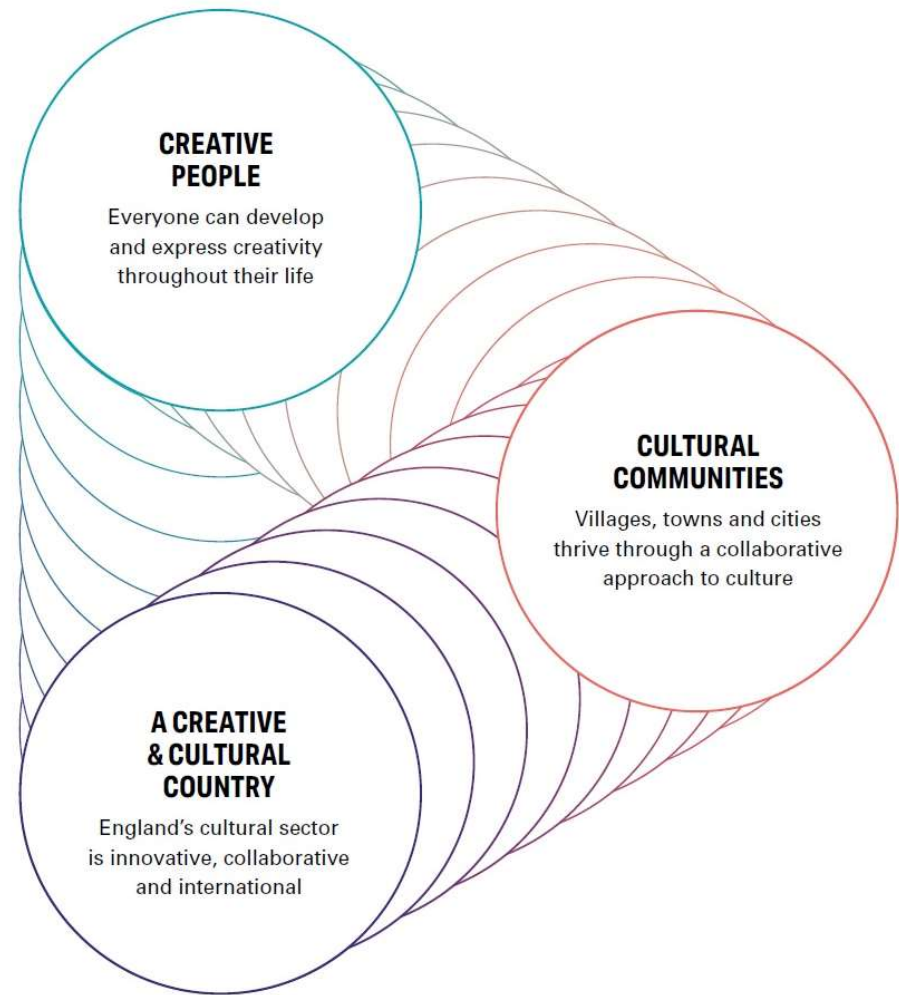 CREATIVE
PEOPLE
Everyone can develop
and express creativity
throughout their life
CULTURAL
COMMUNITIES
Villages, towns and cities
thrive through a collaborative
approach to culture
A CREATIVE
& CULTURAL
COUNTRY
England’s cultural sector
is innovative, collaborative
and international